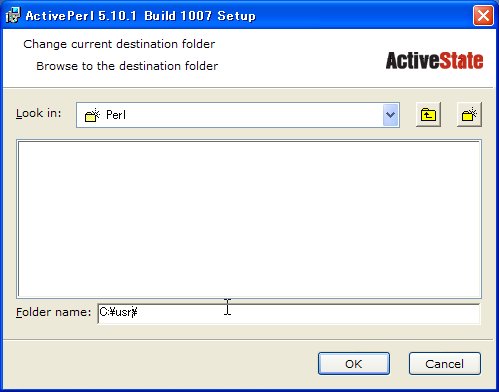 ActivePerl 5.10.1 Build 1007 Setup
Change current destination folder
Browse to the destination folder
ActiveState
Look in:
Perl
Folder name:
C:¥usr¥
OK
Cancel